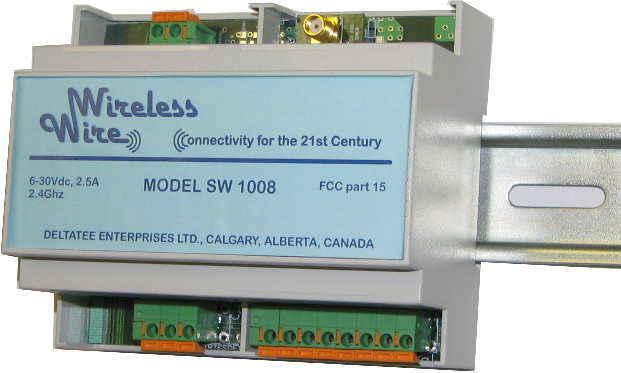 Wireless
Wire
Connectivity for the 21st Century
6-30Vdc, 2.5A
2.4Ghz
MODEL SW 1008
FCC part 15
DELTATEE ENTERPRISES LTD., CALGARY, ALBERTA, CANADA